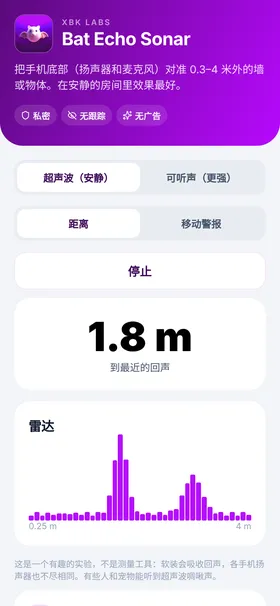 XBK LABS
Bat Echo Sonar
把手机底部（扬声器和麦克风）对准 0.3–4 米外的墙
或物体。在安静的房间里效果最好。
私密
无跟踪
无广告
超声波（安静）
可听声（更强）
距离
移动警报
停止
1.8 m
到最近的回声
雷达
0.25 m
4 m
这是一个有趣的实验，不是测量工具：软装会吸收回声，各手机扬
声器也不尽相同。有些人和宠物能听到超声波啁啾声。